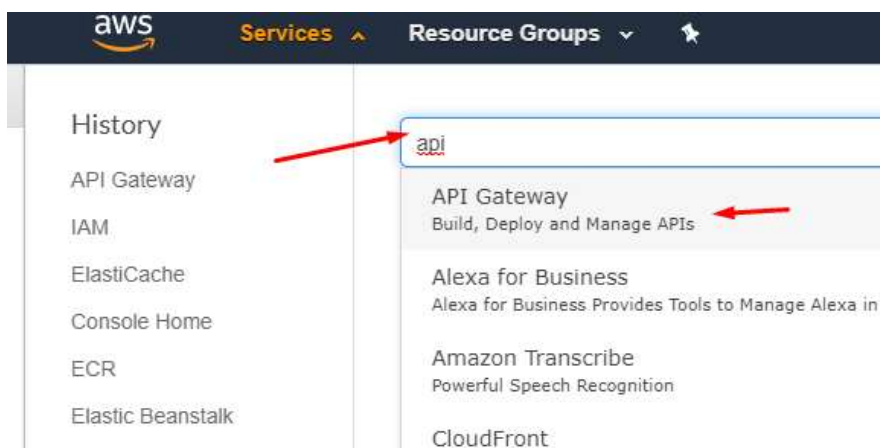 aws
Services
Resource Groups
History
API Gateway
IAM
ElastiCache
Console Home
ECR
Elastic Beanstalk
api
API Gateway
Build, Deploy and Manage APIs
Alexa for Business
Alexa for Business Provides Tools to Manage Alexa in
Amazon Transcribe
Powerful Speech Recognition
CloudFront